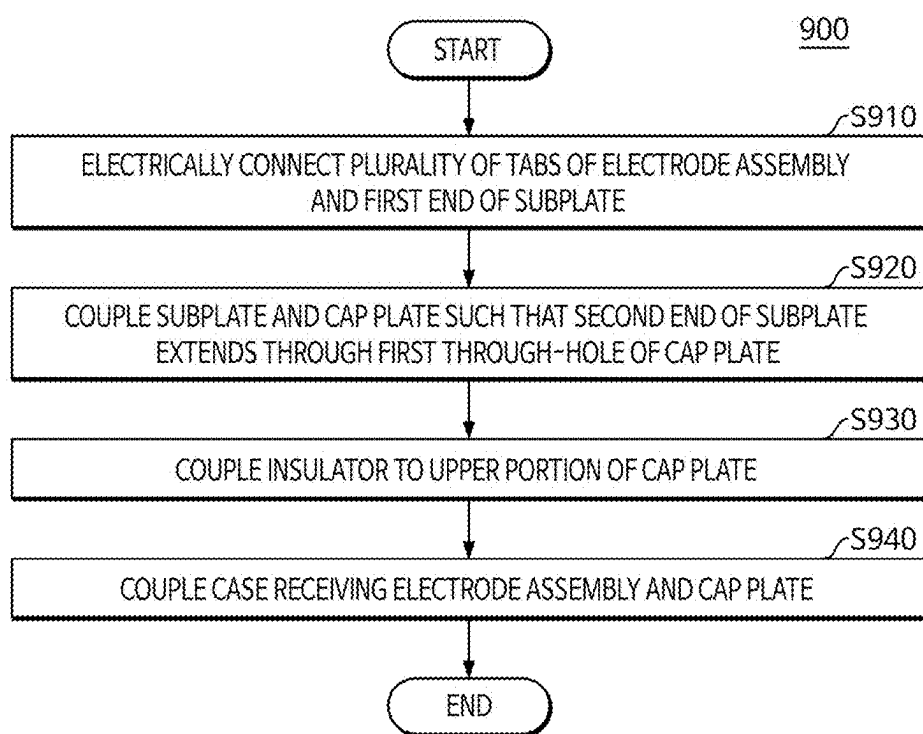 900
START
S910
ELECTRICALLY CONNECT PLURALITY OF TABS OF ELECTRODE ASSEMBLY
AND FIRST END OF SUBPLATE
S920
COUPLE SUBPLATE AND CAP PLATE SUCH THAT SECOND END OF SUBPLATE
EXTENDS THROUGH FIRST THROUGH-HOLE OF CAP PLATE
S930
COUPLE INSULATOR TO UPPER PORTION OF CAP PLATE
S940
COUPLE CASE RECEIVING ELECTRODE ASSEMBLY AND CAP PLATE
END